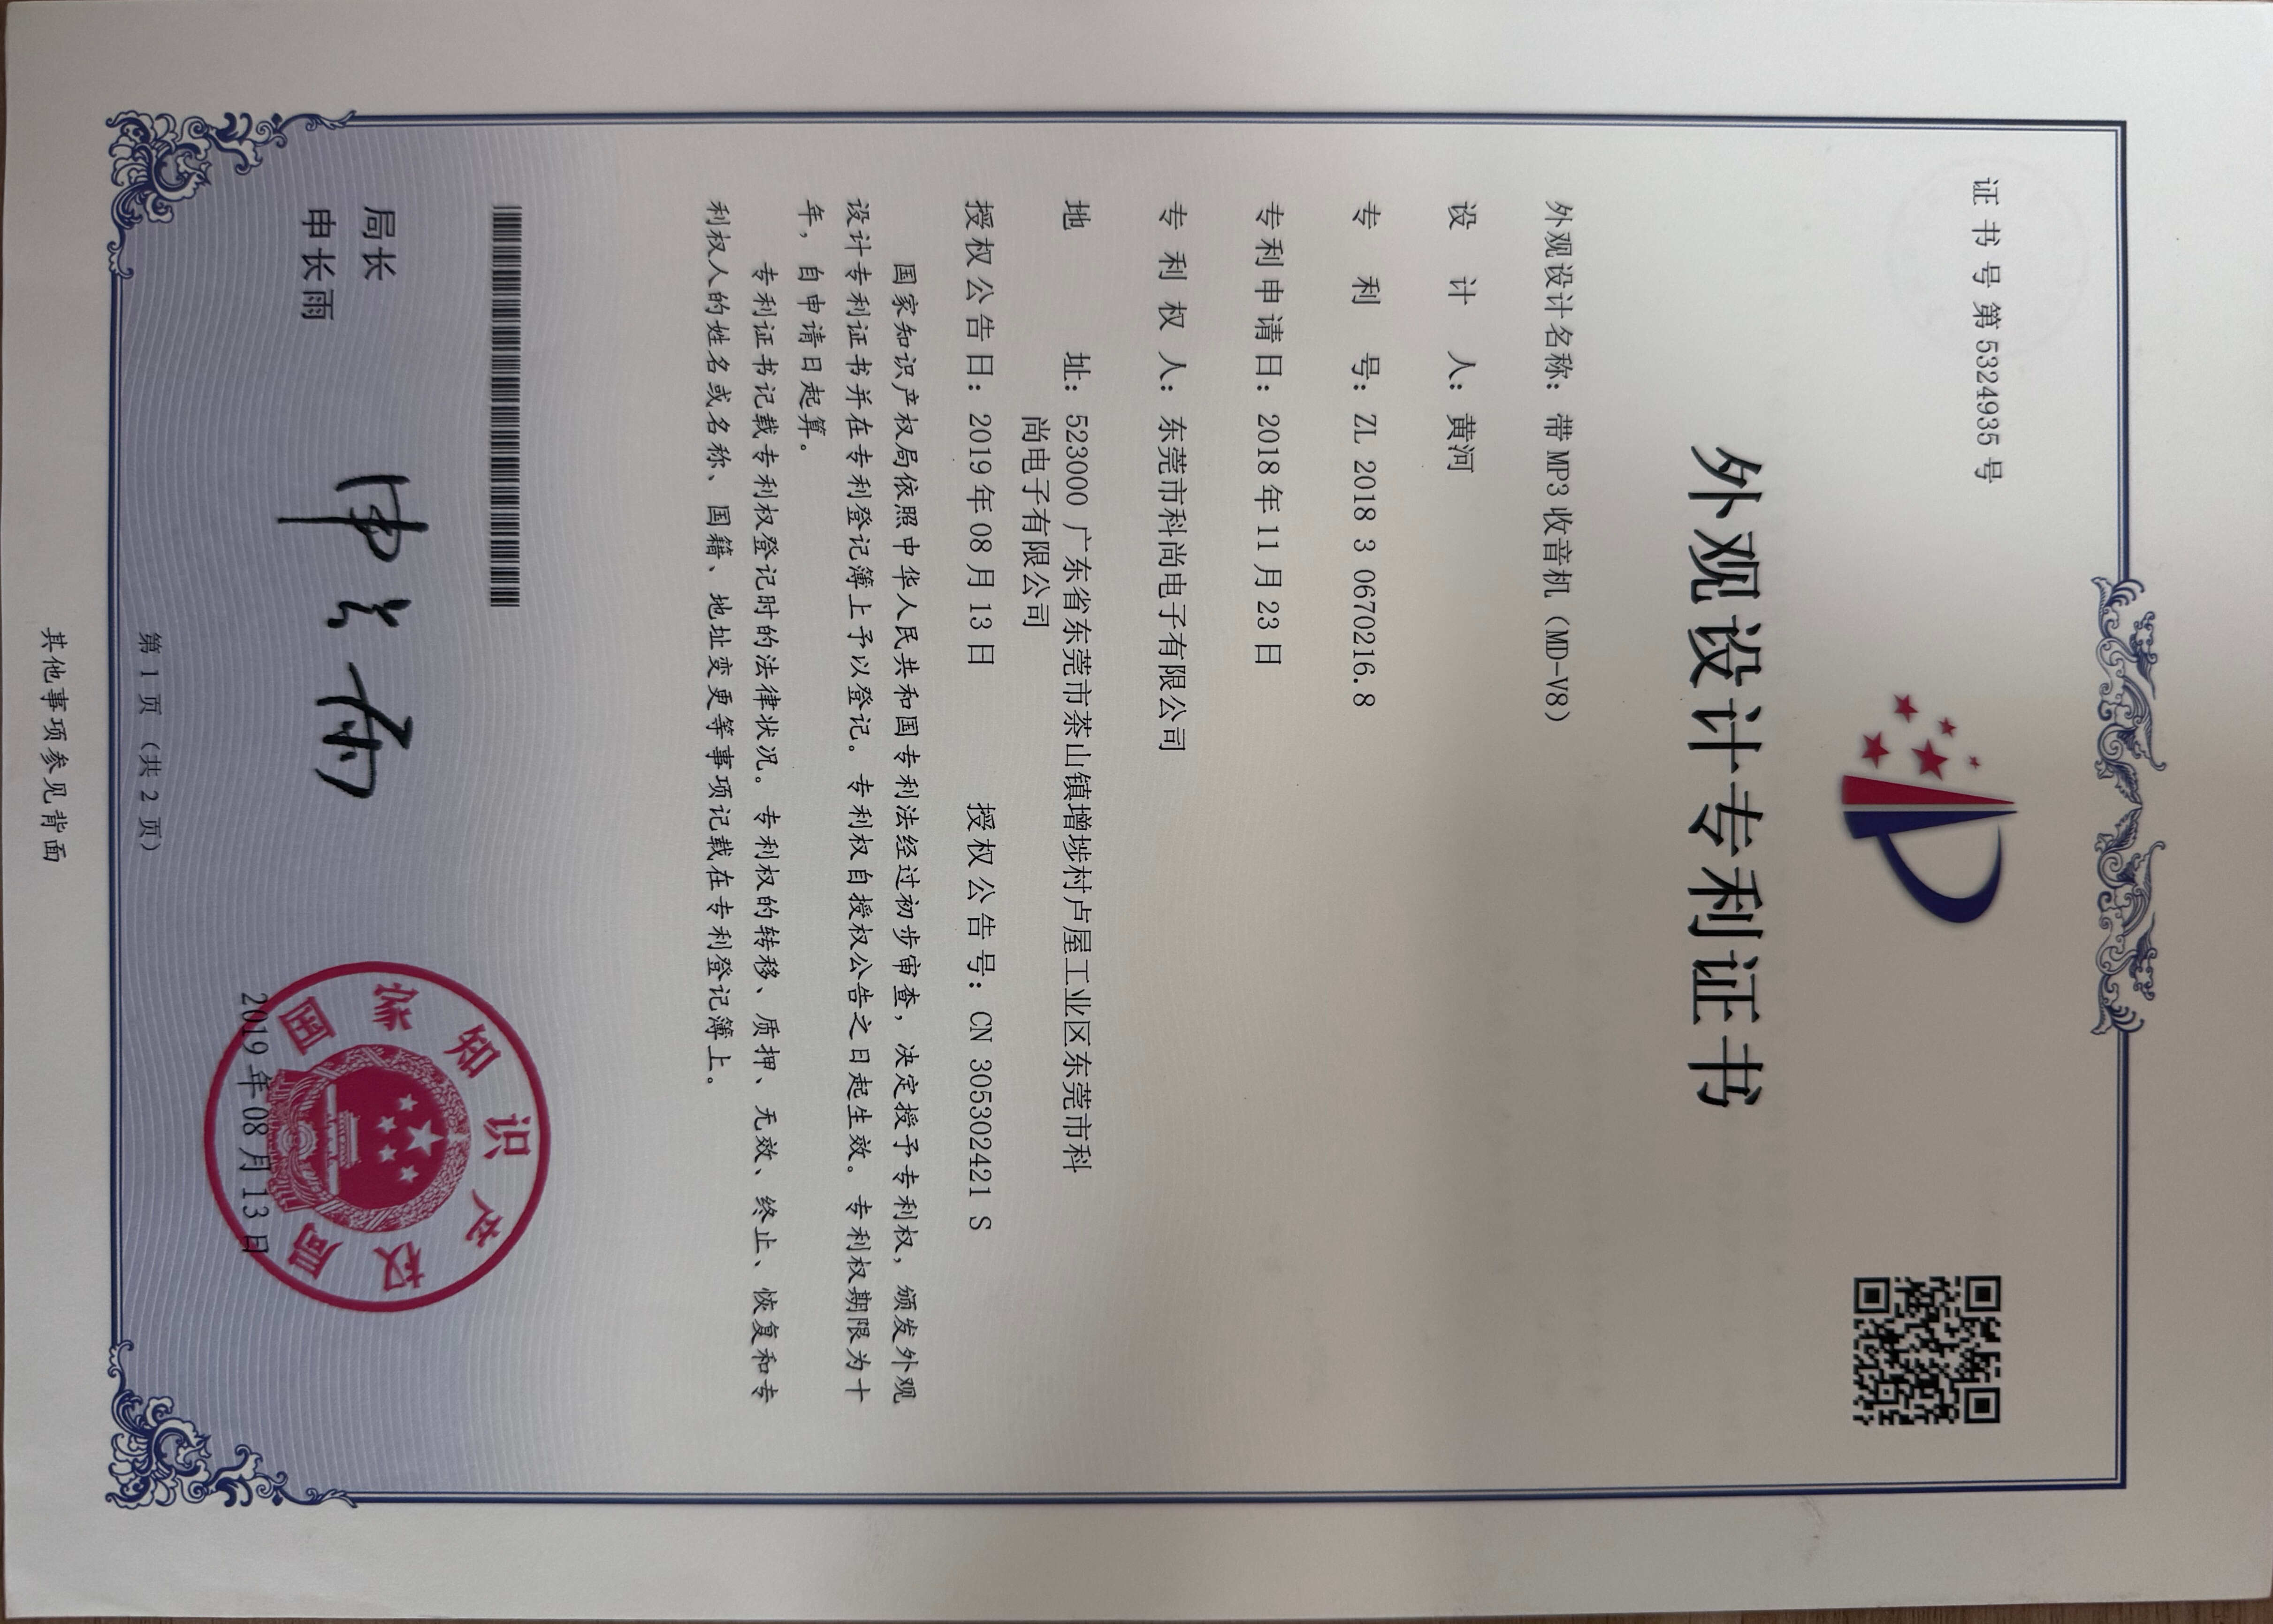 证书号第5324935号
外观设计专利证书
外观设计名称：带MP3收音机（MD-V8）
设计人：黄河
专利号：ZL 2018 3 0670216.8
专利申请日：2018年11月23日
专利权人：东莞市科尚电子有限公司
地址：523000 广东省东莞市茶山镇增埗村卢屋工业区东莞市科
尚电子有限公司
授权公告日：2019年08月13日 授权公告号：CN 305302421 S
国家知识产权局依照中华人民共和国专利法经过初步审查，决定授予专利权，颁发外观
设计专利证书并在专利登记簿上予以登记。专利权自授权公告之日起生效。专利权期限为十
年，自申请日起算。
专利证书记载专利权登记时的法律状况。专利权的转移、质押、无效、终止、恢复和专
利权人的姓名或名称、国籍、地址变更等事项记载在专利登记簿上。
局长
申长雨
申长雨
国家知识产权局
2019年08月13日
第1页（共2页）
其他事项参见背面